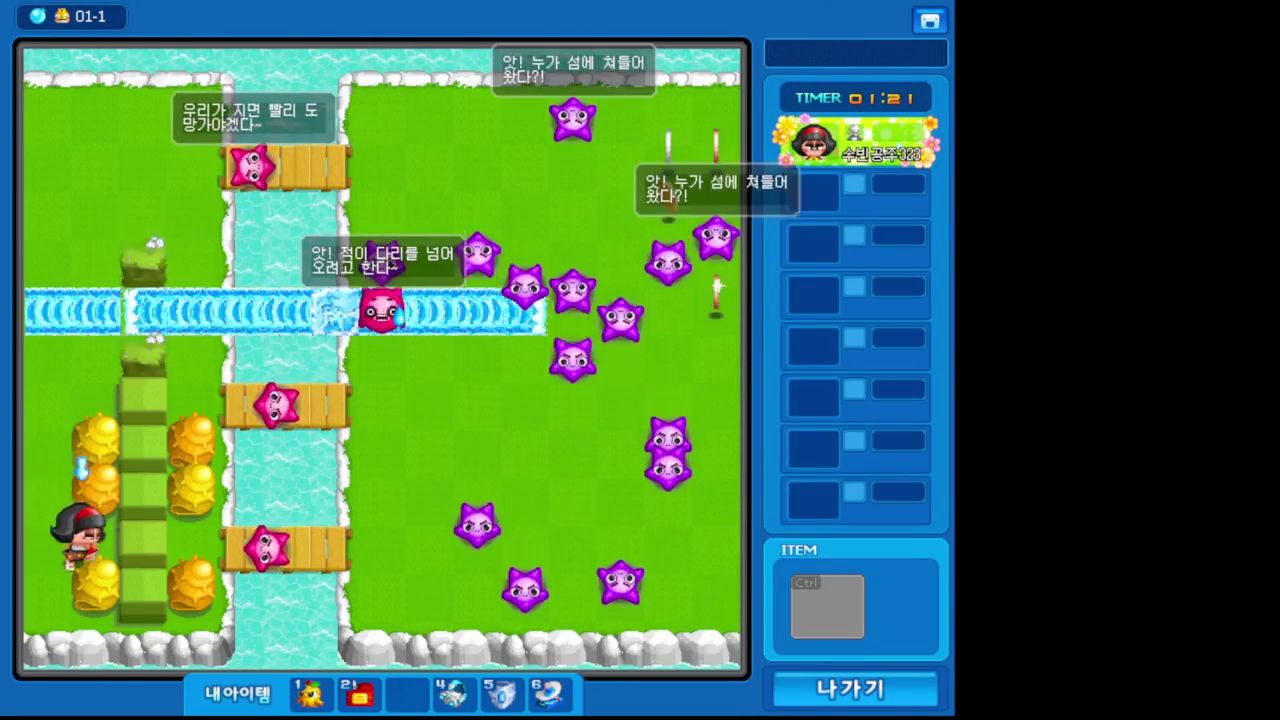 01-1
앗! 누가 섬에 쳐들어
왔다?!
우리가 지면 빨리 도
망가야겠다~
TIMER 01:21
수빈공주023
앗! 누가 섬에 쳐들어
왔다?!
앗! 적이 다리를 넘어
오려고 한다~
ITEM
Ctrl
내아이템
1
2
4
5
6
나가기